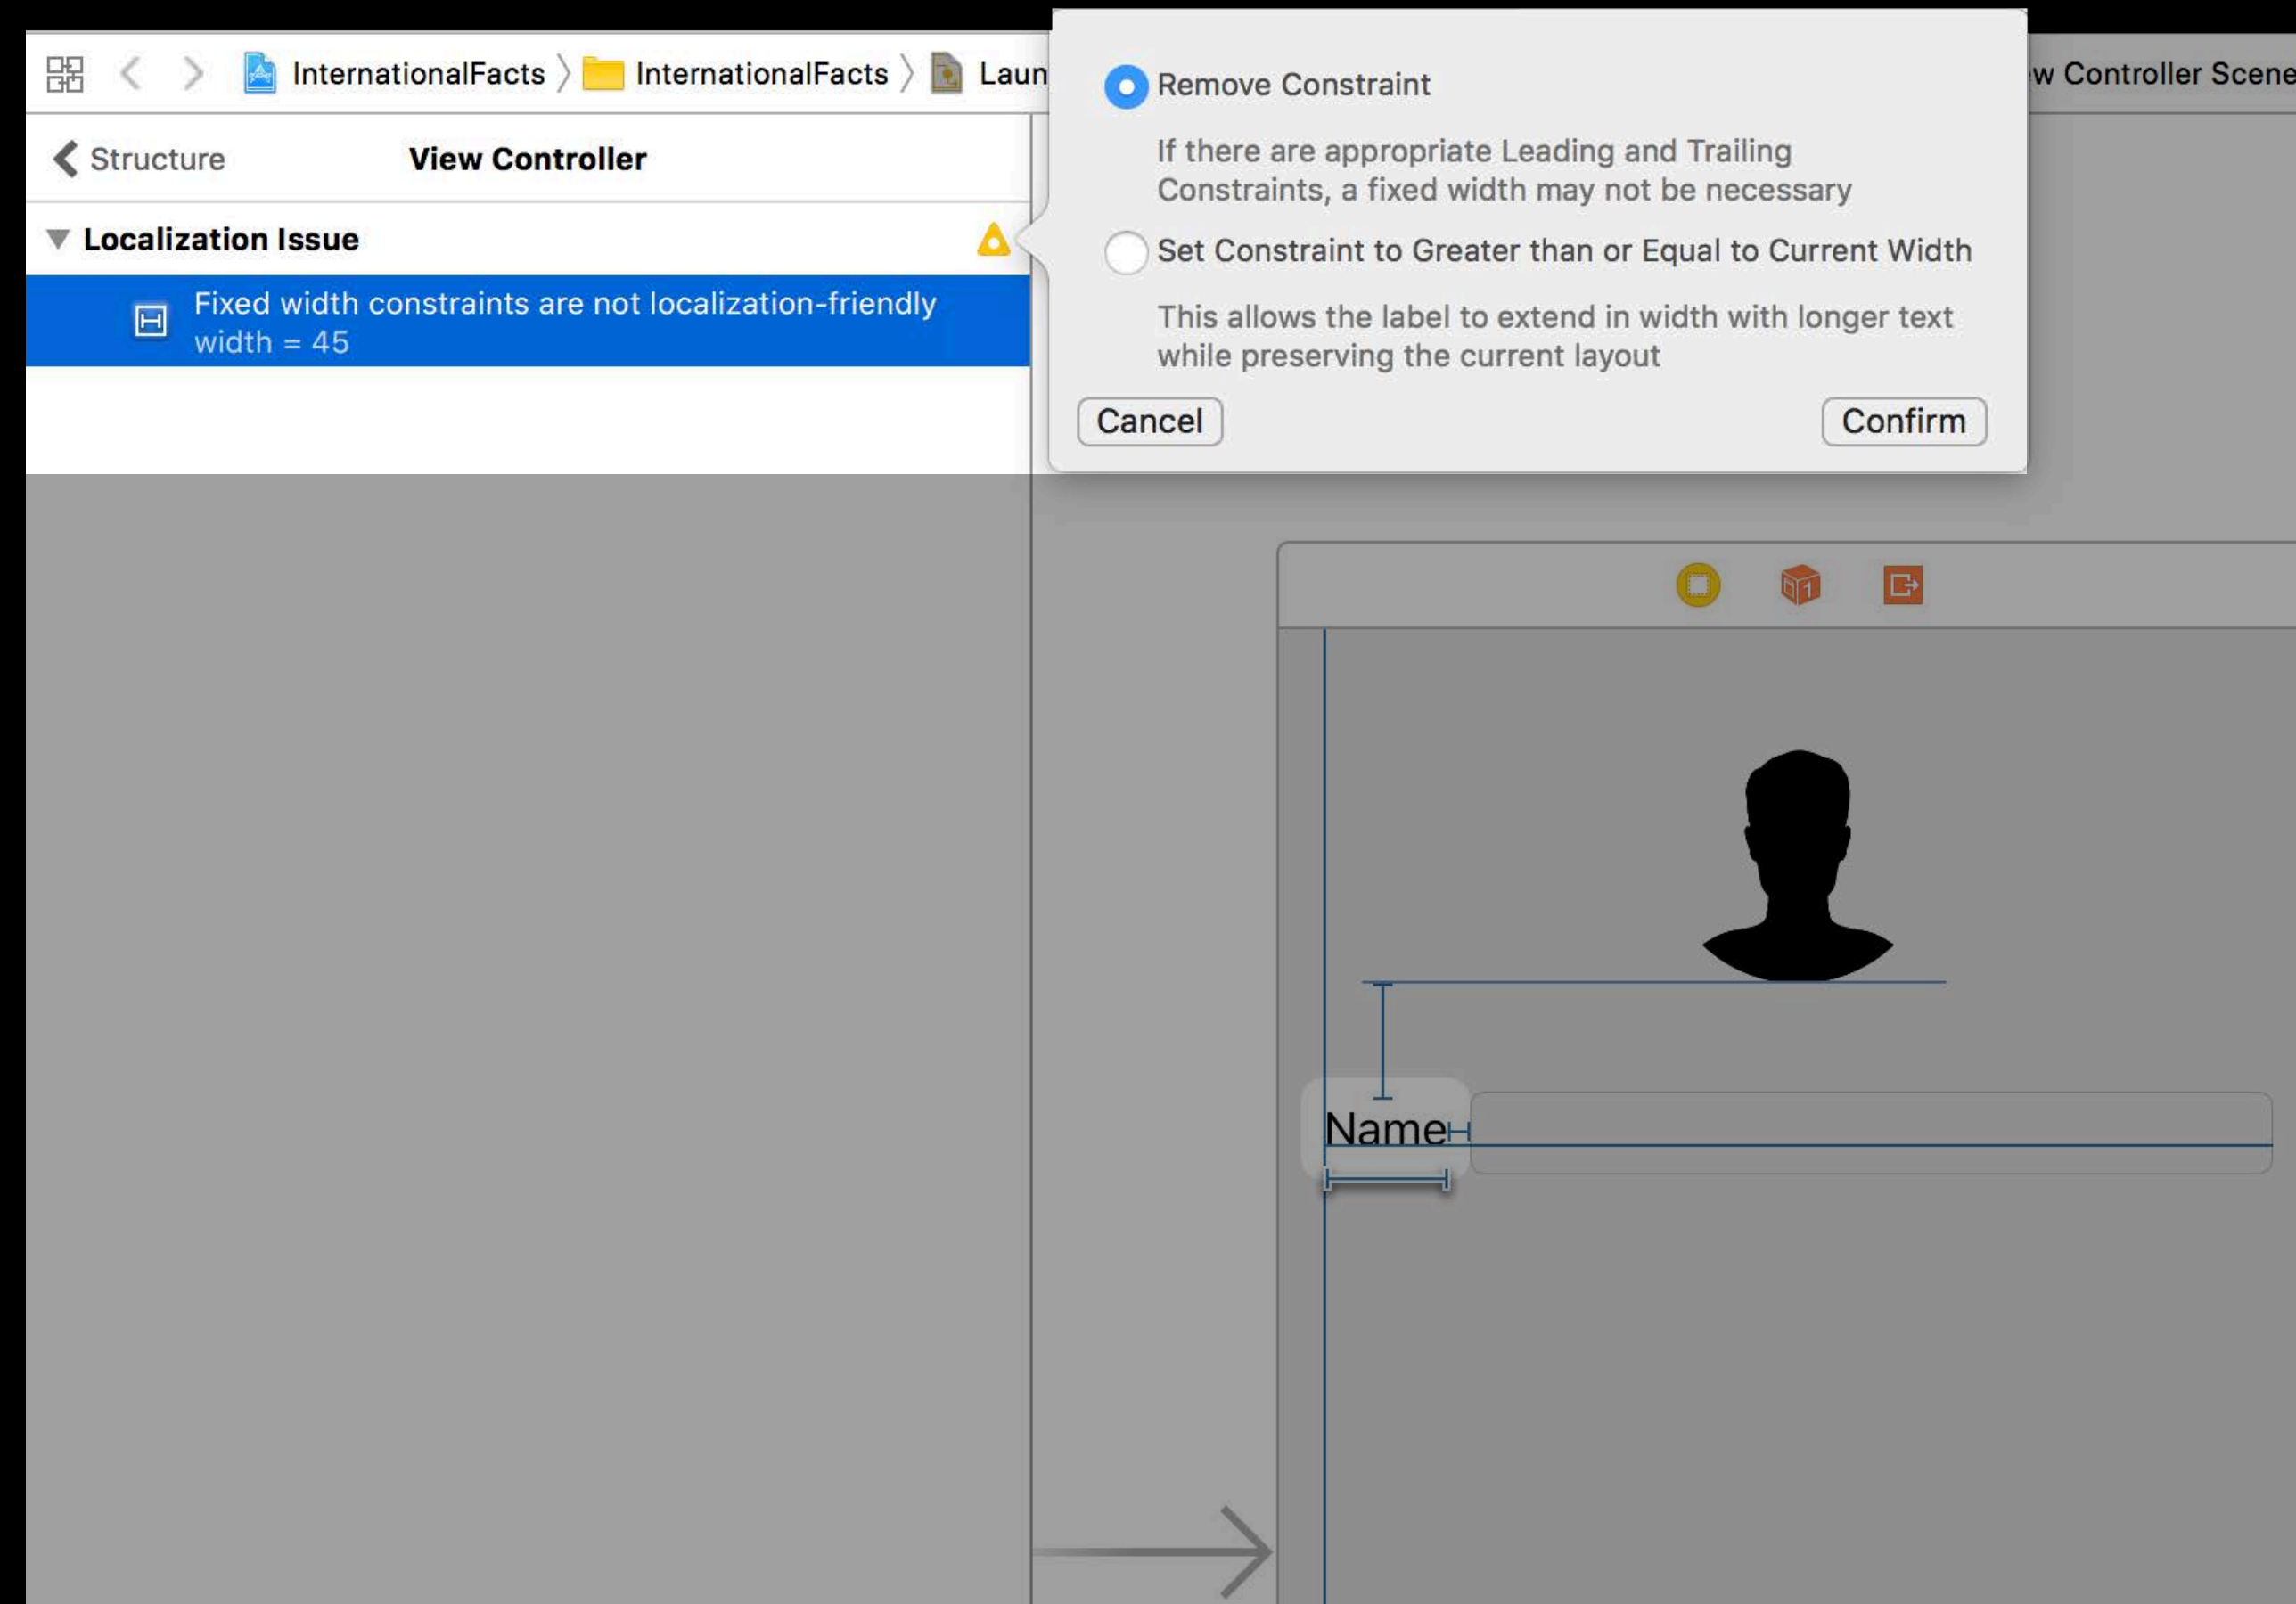 InternationalFacts
InternationalFacts
Laun
w Controller Scene
Structure
View Controller
Localization Issue
Fixed width constraints are not localization-friendly
width = 45
Remove Constraint
If there are appropriate Leading and Trailing
Constraints, a fixed width may not be necessary
Set Constraint to Greater than or Equal to Current Width
This allows the label to extend in width with longer text
while preserving the current layout
Cancel
Confirm
1
Name